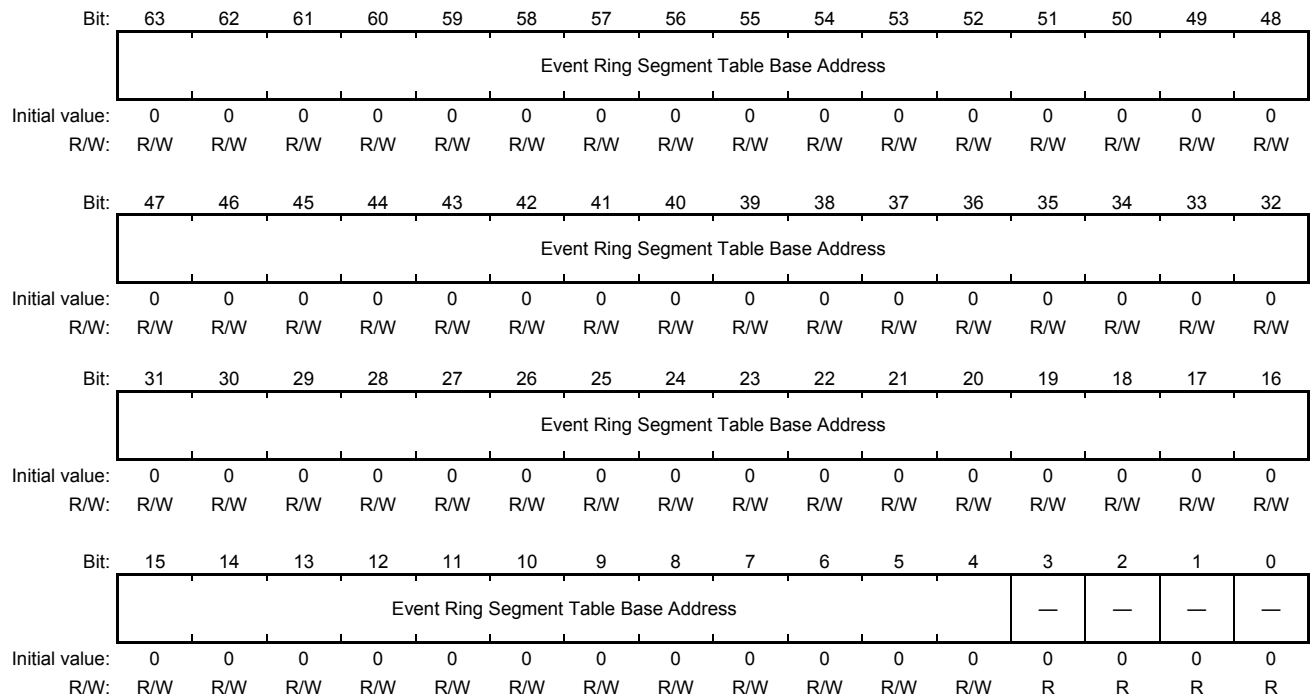 Bit: 63 62 61 60 59 58 57 56 55 54 53 52 51 50 49 48
Event Ring Segment Table Base Address
Initial value: 0 0 0 0 0 0 0 0 0 0 0 0 0 0 0 0
R/W: R/W R/W R/W R/W R/W R/W R/W R/W R/W R/W R/W R/W R/W R/W R/W R/W
Bit: 47 46 45 44 43 42 41 40 39 38 37 36 35 34 33 32
Event Ring Segment Table Base Address
Initial value: 0 0 0 0 0 0 0 0 0 0 0 0 0 0 0 0
R/W: R/W R/W R/W R/W R/W R/W R/W R/W R/W R/W R/W R/W R/W R/W R/W R/W
Bit: 31 30 29 28 27 26 25 24 23 22 21 20 19 18 17 16
Event Ring Segment Table Base Address
Initial value: 0 0 0 0 0 0 0 0 0 0 0 0 0 0 0 0
R/W: R/W R/W R/W R/W R/W R/W R/W R/W R/W R/W R/W R/W R/W R/W R/W R/W
Bit: 15 14 13 12 11 10 9 8 7 6 5 4 3 2 1 0
Event Ring Segment Table Base Address — — — —
Initial value: 0 0 0 0 0 0 0 0 0 0 0 0 0 0 0 0
R/W: R/W R/W R/W R/W R/W R/W R/W R/W R/W R/W R/W R/W R R R R